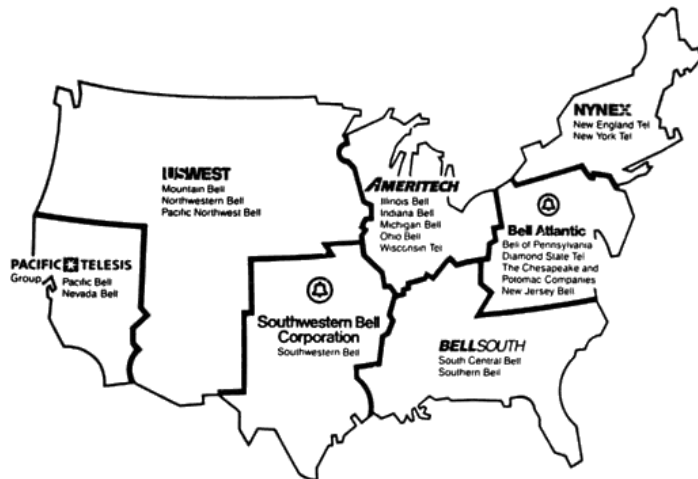 NYNEX
New England Tel
New York Tel
USWEST
Mountain Bell
Northwestern Bell
Pacific Northwest Bell
AMERITECH
Illinois Bell
Indiana Bell
Michigan Bell
Ohio Bell
Wisconsin Tel
Bell Atlantic
Bell of Pennsylvania
Diamond State Tel
The Chesapeake and
Potomac Companies
New Jersey Bell
PACIFIC TELESIS
Group
Pacific Bell
Nevada Bell
Southwestern Bell
Corporation
Southwestern Bell
BELLSOUTH
South Central Bell
Southern Bell